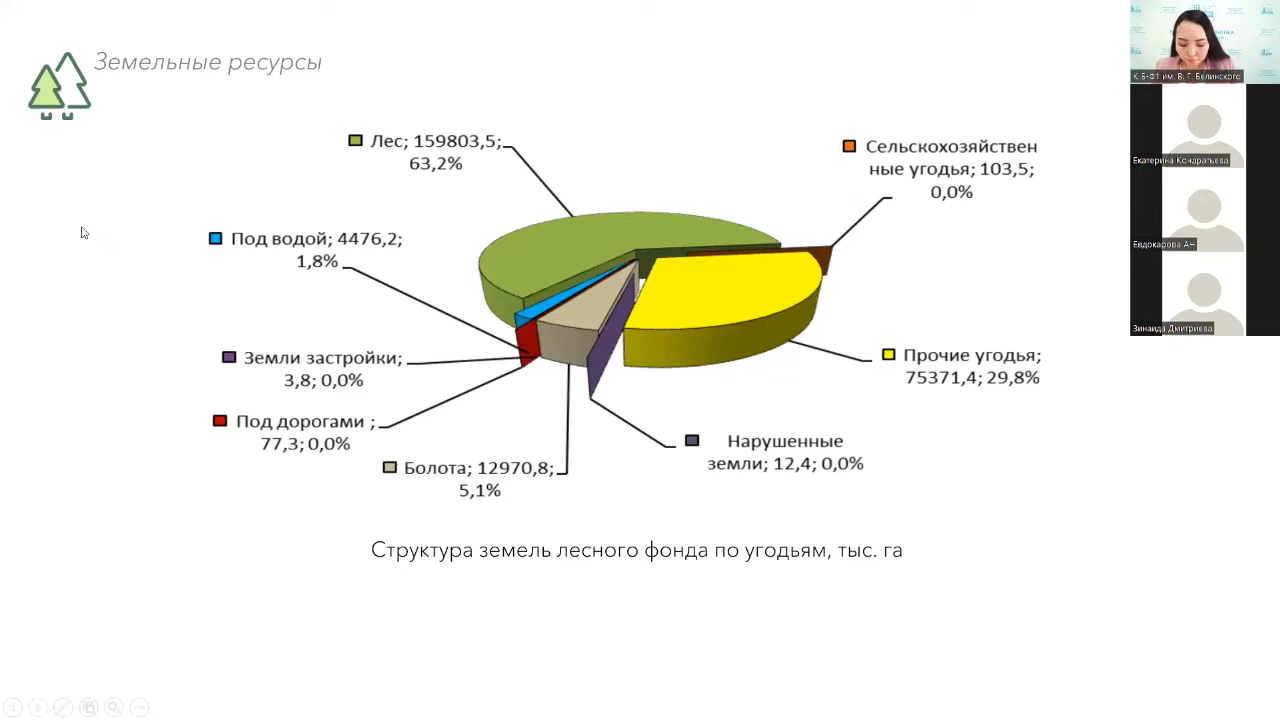 Земельные ресурсы
Лес; 159803,5;
63,2%
Сельскохозяйствен
ные угодья; 103,5;
0,0%
Под водой; 4476,2;
1,8%
Земли застройки;
3,8; 0,0%
Прочие угодья;
75371,4; 29,8%
Под дорогами ;
77,3; 0,0%
Нарушенные
земли; 12,4; 0,0%
Болота; 12970,8;
5,1%
Структура земель лесного фонда по угодьям, тыс. га
им. В. Г. Белинского
Екатерина Кондратьева
Евдокарова АН
Зинаида Дмитриева